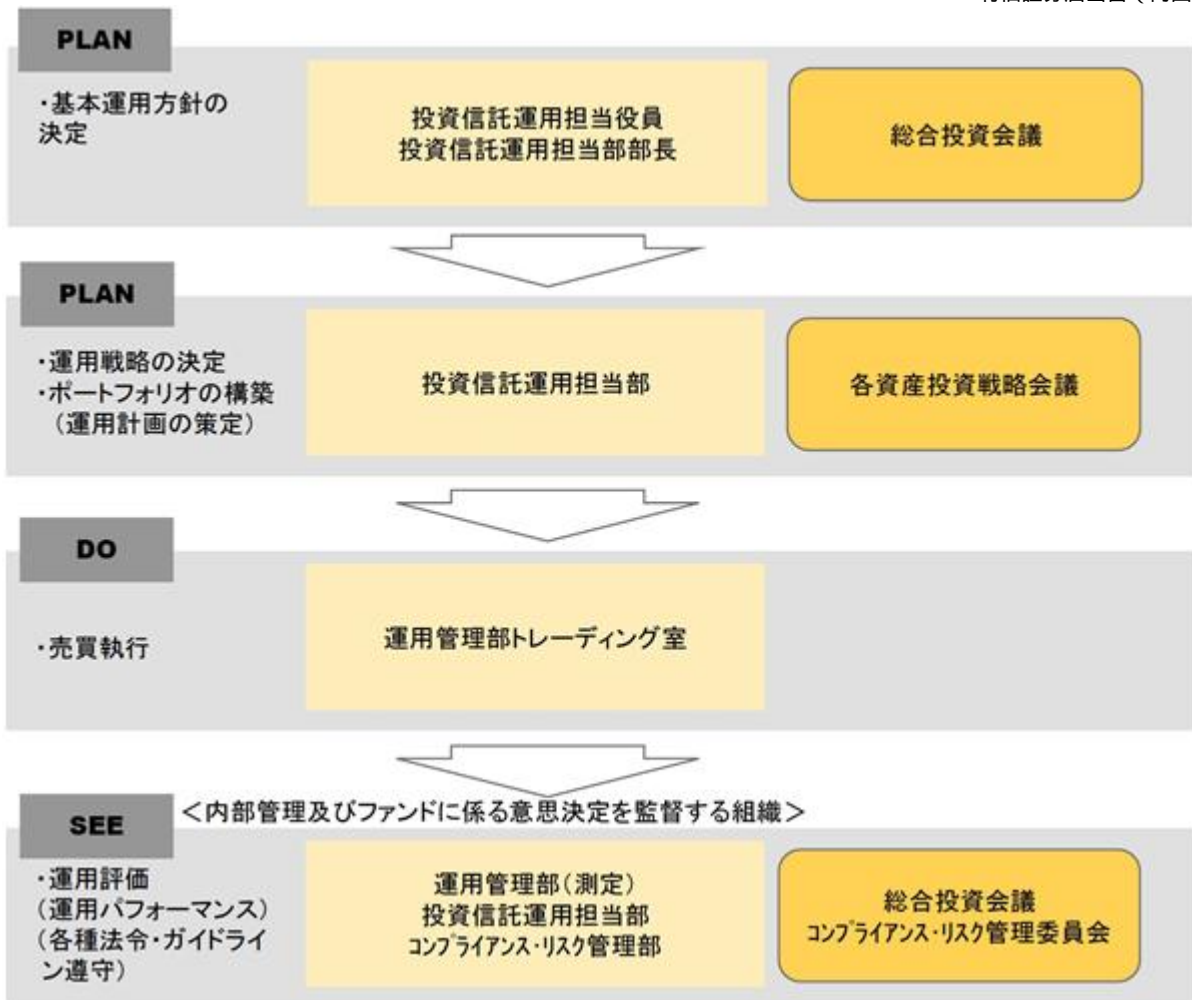 PLAN
・基本運用方針の
決定
投資信託運用担当役員
投資信託運用担当部部長
総合投資会議
PLAN
・運用戦略の決定
・ポートフォリオの構築
(運用計画の策定)
投資信託運用担当部
各資産投資戦略会議
DO
・売買執行
運用管理部トレーディング室
＜内部管理及びファンドに係る意思決定を監督する組織＞
SEE
・運用評価
(運用パフォーマンス)
(各種法令・ガイドライ
ン遵守)
運用管理部(測定)
投資信託運用担当部
ｺﾝﾌﾟﾗｲｱﾝｽ・ﾘｽｸ管理部
総合投資会議
ｺﾝﾌﾟﾗｲｱﾝｽ・ﾘｽｸ管理委員会